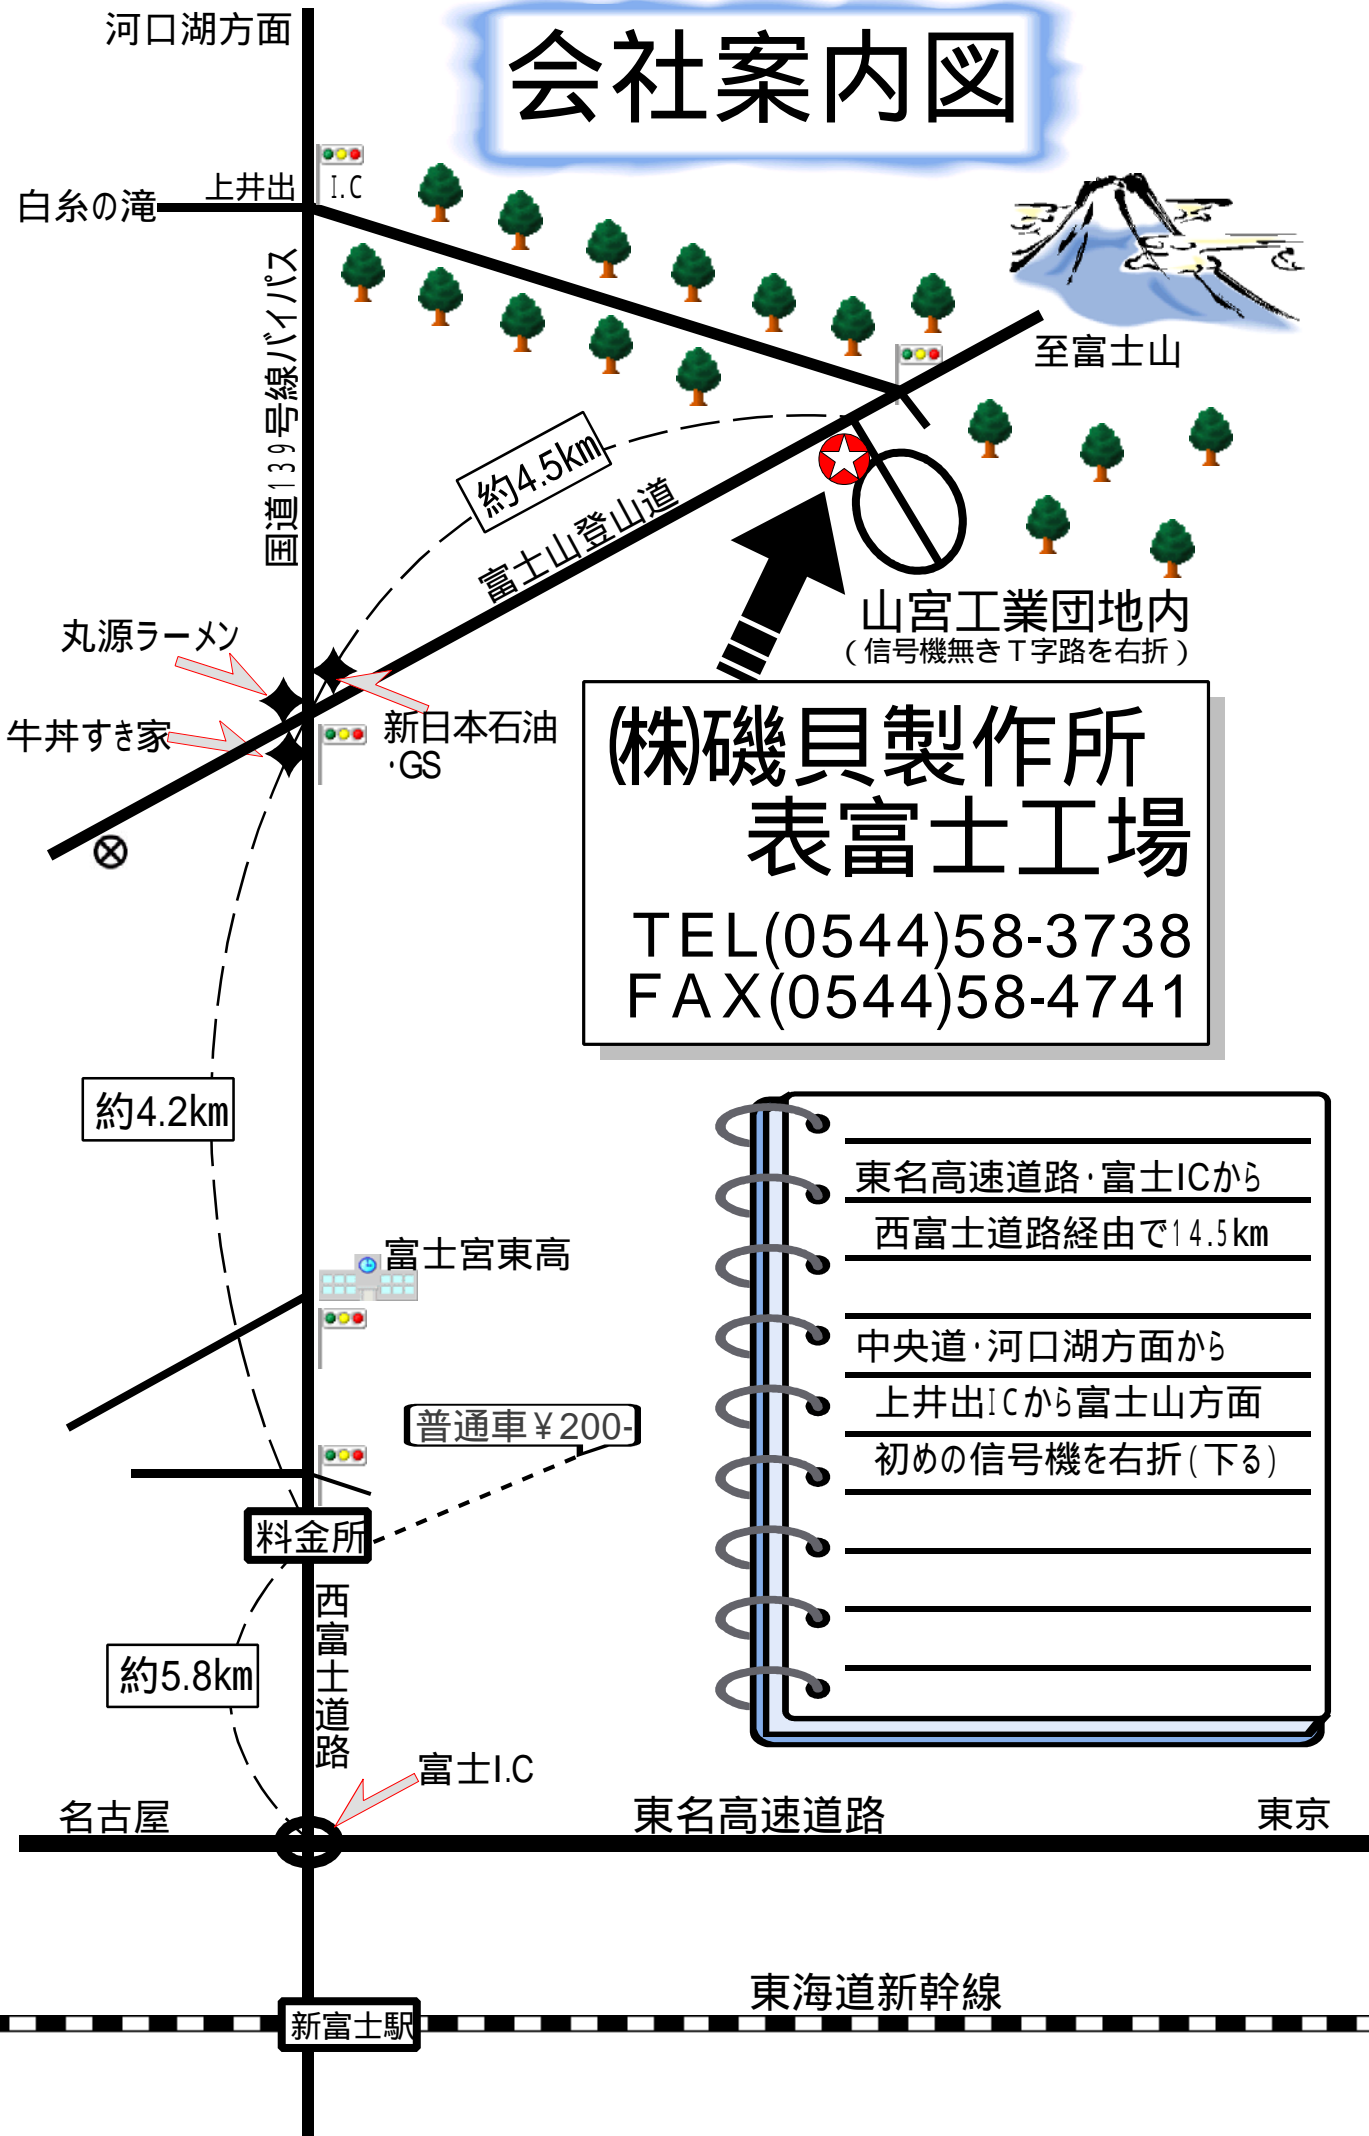 河口湖方面
会社案内図
上井出
I.C
白糸の滝
国道139号線バイパス
至富士山
約4.5km
富士山登山道
山宮工業団地内
(信号機無きT字路を右折)
丸源ラーメン
牛丼すき家
新日本石油
・GS
㈱磯貝製作所
表富士工場
TEL(0544)58-3738
FAX(0544)58-4741
約4.2km
東名高速道路・富士ICから
西富士道路経由で14.5km
中央道・河口湖方面から
上井出ICから富士山方面
初めの信号機を右折(下る)
富士宮東高
普通車¥200-
料金所
西富士道路
約5.8km
富士I.C
名古屋
東名高速道路
東京
東海道新幹線
新富士駅